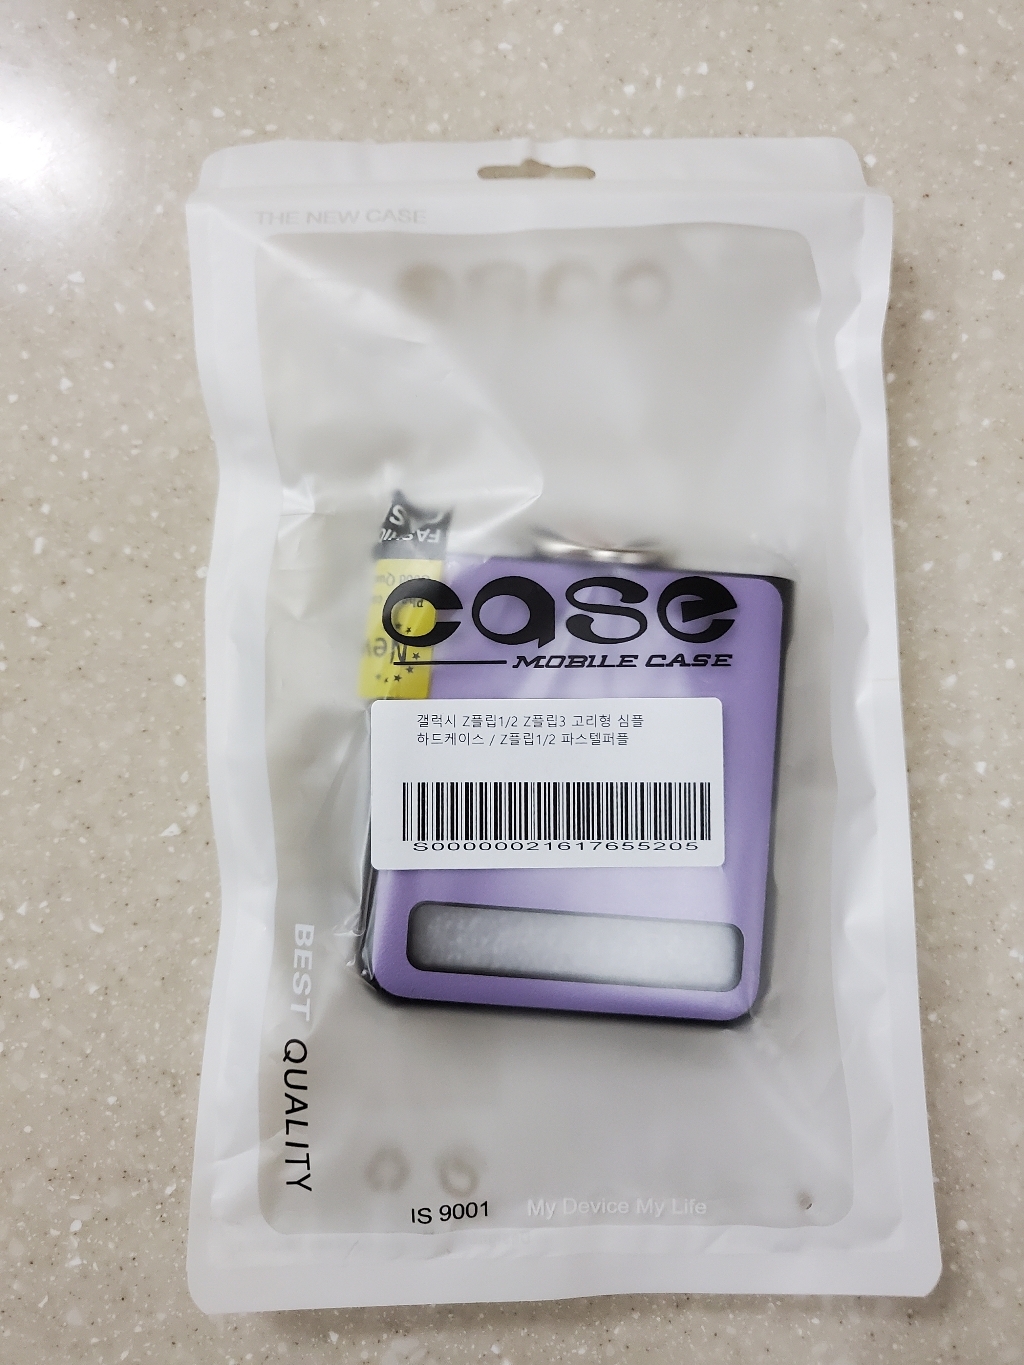 THE NEW CASE
case
MOBILE CASE
갤럭시 Z플립1/2 Z플립3 고리형 심플
하드케이스 / Z플립1/2 파스텔퍼플
S000000021617655205
BEST QUALITY
IS 9001
My Device My Life
New